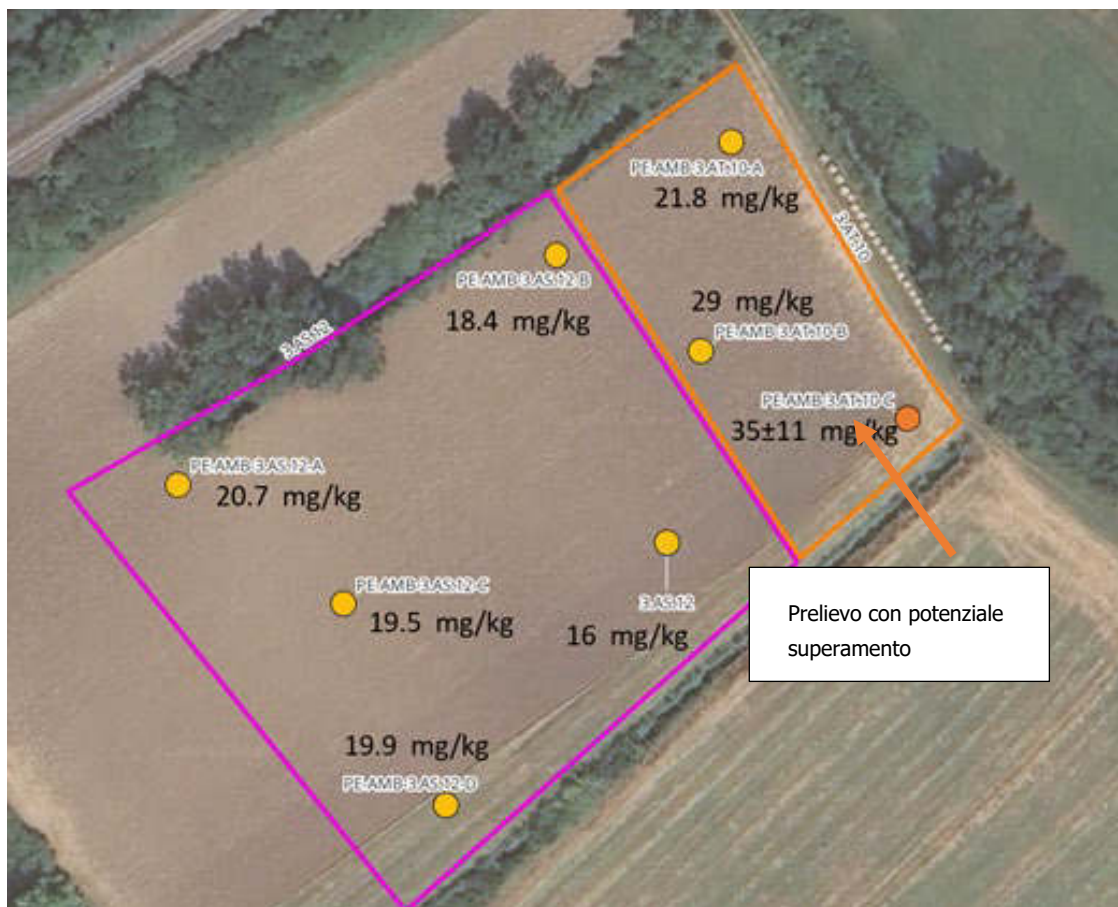 PE-AMB-3.AT-10-A
21.8 mg/kg
3.AT-10
PE-AMB-3.AS-12-B
18.4 mg/kg
29 mg/kg
PE-AMB-3.AT-10-B
3.AS-12
PE-AMB-3.AT-10-C
35±11 mg/kg
PE-AMB-3.AS-12-A
20.7 mg/kg
PE-AMB-3.AS-12-C
19.5 mg/kg
3.AS-12
16 mg/kg
Prelievo con potenziale
superamento
19.9 mg/kg
PE-AMB-3.AS-12-D